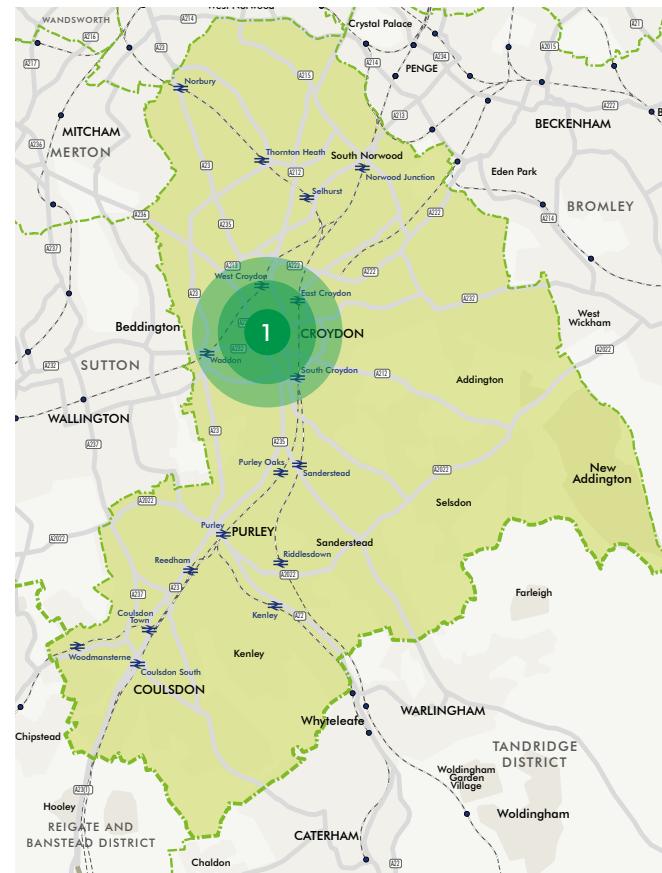 WANDSWORTH
West Norwood
Crystal Palace
A214
A21
A216
A23
A2015
A217
A234
A214
PENGE
A215
Norbury
A222
A213
MITCHAM
BECKENHAM
A236
MERTON
Thornton Heath
South Norwood
A212
Norwood Junction
Eden Park
Selhurst
A23
BROMLEY
A236
A235
A222
A214
A237
A222
West Croydon
A23
East Croydon
A232
West
Wickham
Beddington
1
CROYDON
A232
Waddon
A2022
A232
SUTTON
South Croydon
A212
Addington
WALLINGTON
A23
A237
A235
Purley Oaks
Sanderstead
A2022
New
Addington
A2022
Selsdon
Purley
PURLEY
A2022
Sanderstead
Reedham
Riddlesdown
A2022
A23
A237
Farleigh
Coulsdon
Town
Kenley
A22
Woodmansterne
Kenley
Coulsdon South
COULSDON
WARLINGHAM
Whyteleafe
Chipstead
TANDRIDGE
DISTRICT
Woldingham
Garden
Village
A23
Hooley
Woldingham
REIGATE AND
BANSTEAD DISTRICT
CATERHAM
Chaldon
A22